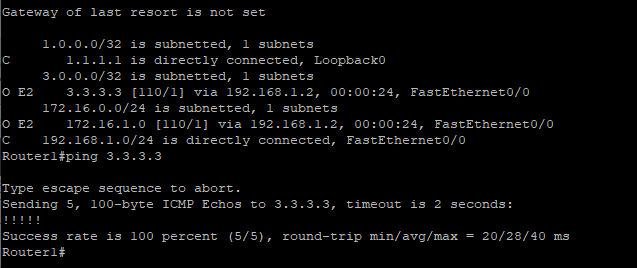 Gateway of last resort is not set
1.0.0.0/32 is subnetted, 1 subnets
C 1.1.1.1 is directly connected, Loopback0
3.0.0.0/32 is subnetted, 1 subnets
O E2 3.3.3.3 [110/1] via 192.168.1.2, 00:00:24, FastEthernet0/0
172.16.0.0/24 is subnetted, 1 subnets
O E2 172.16.1.0 [110/1] via 192.168.1.2, 00:00:24, FastEthernet0/0
C 192.168.1.0/24 is directly connected, FastEthernet0/0
Router1#ping 3.3.3.3
Type escape sequence to abort.
Sending 5, 100-byte ICMP Echos to 3.3.3.3, timeout is 2 seconds:
!!!!!
Success rate is 100 percent (5/5), round-trip min/avg/max = 20/28/40 ms
Router1#